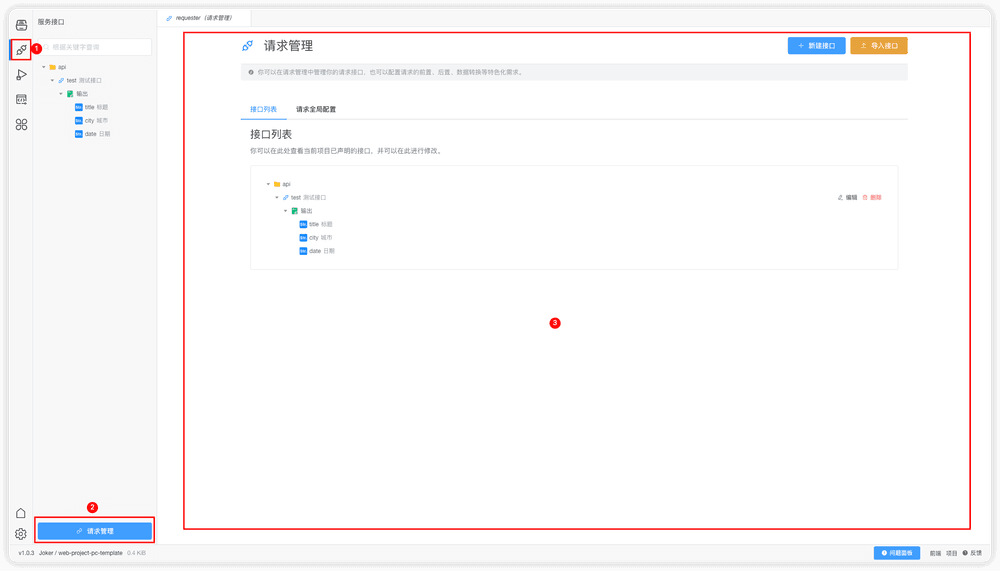 服务接口
requester（请求管理）
1
根据关键字查询
api
test 测试接口
输出
title 标题
city 城市
date 日期
2
请求管理
请求管理
新建接口
导入接口
你可以在请求管理中管理你的请求接口，也可以配置请求的前置、后置、数据转换等特色化需求。
接口列表
请求全局配置
接口列表
你可以在此处查看当前项目已声明的接口，并可以在此进行修改。
api
test 测试接口
编辑
删除
输出
title 标题
city 城市
date 日期
3
v1.0.3 Joker / web-project-pc-template 0.4 KB
问题面板
前端 项目 反馈